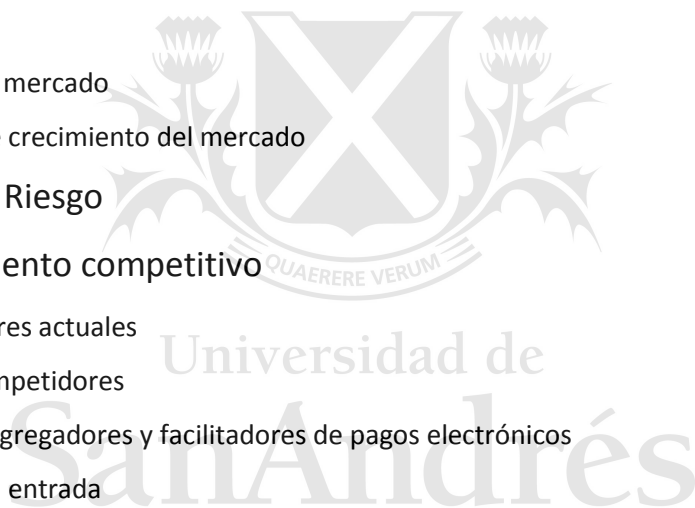 mercado
crecimiento del mercado
Riesgo
ento competitivo
QUAERERE VERUM
res actuales
Universidad de
mpetidores
gregadores y facilitadores de pagos electrónicos
SanAndrés
entrada